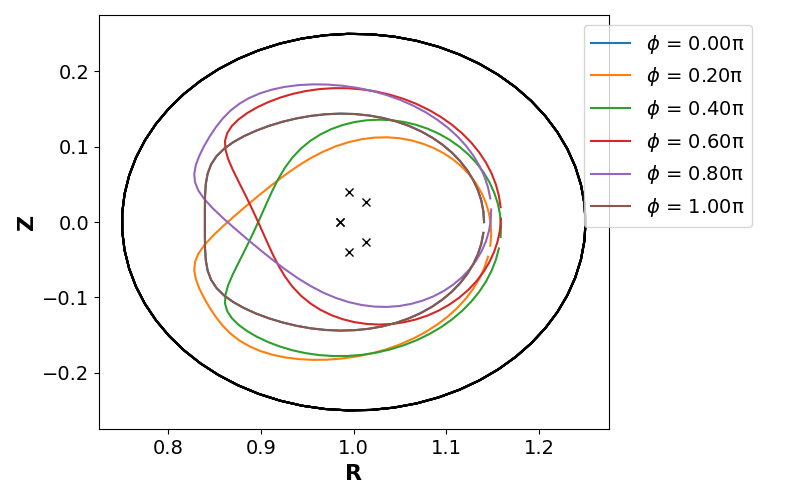 ϕ = 0.00π
ϕ = 0.20π
ϕ = 0.40π
ϕ = 0.60π
ϕ = 0.80π
ϕ = 1.00π
0.2
0.1
0.0
−0.1
−0.2
Z
0.8 0.9 1.0 1.1 1.2
R